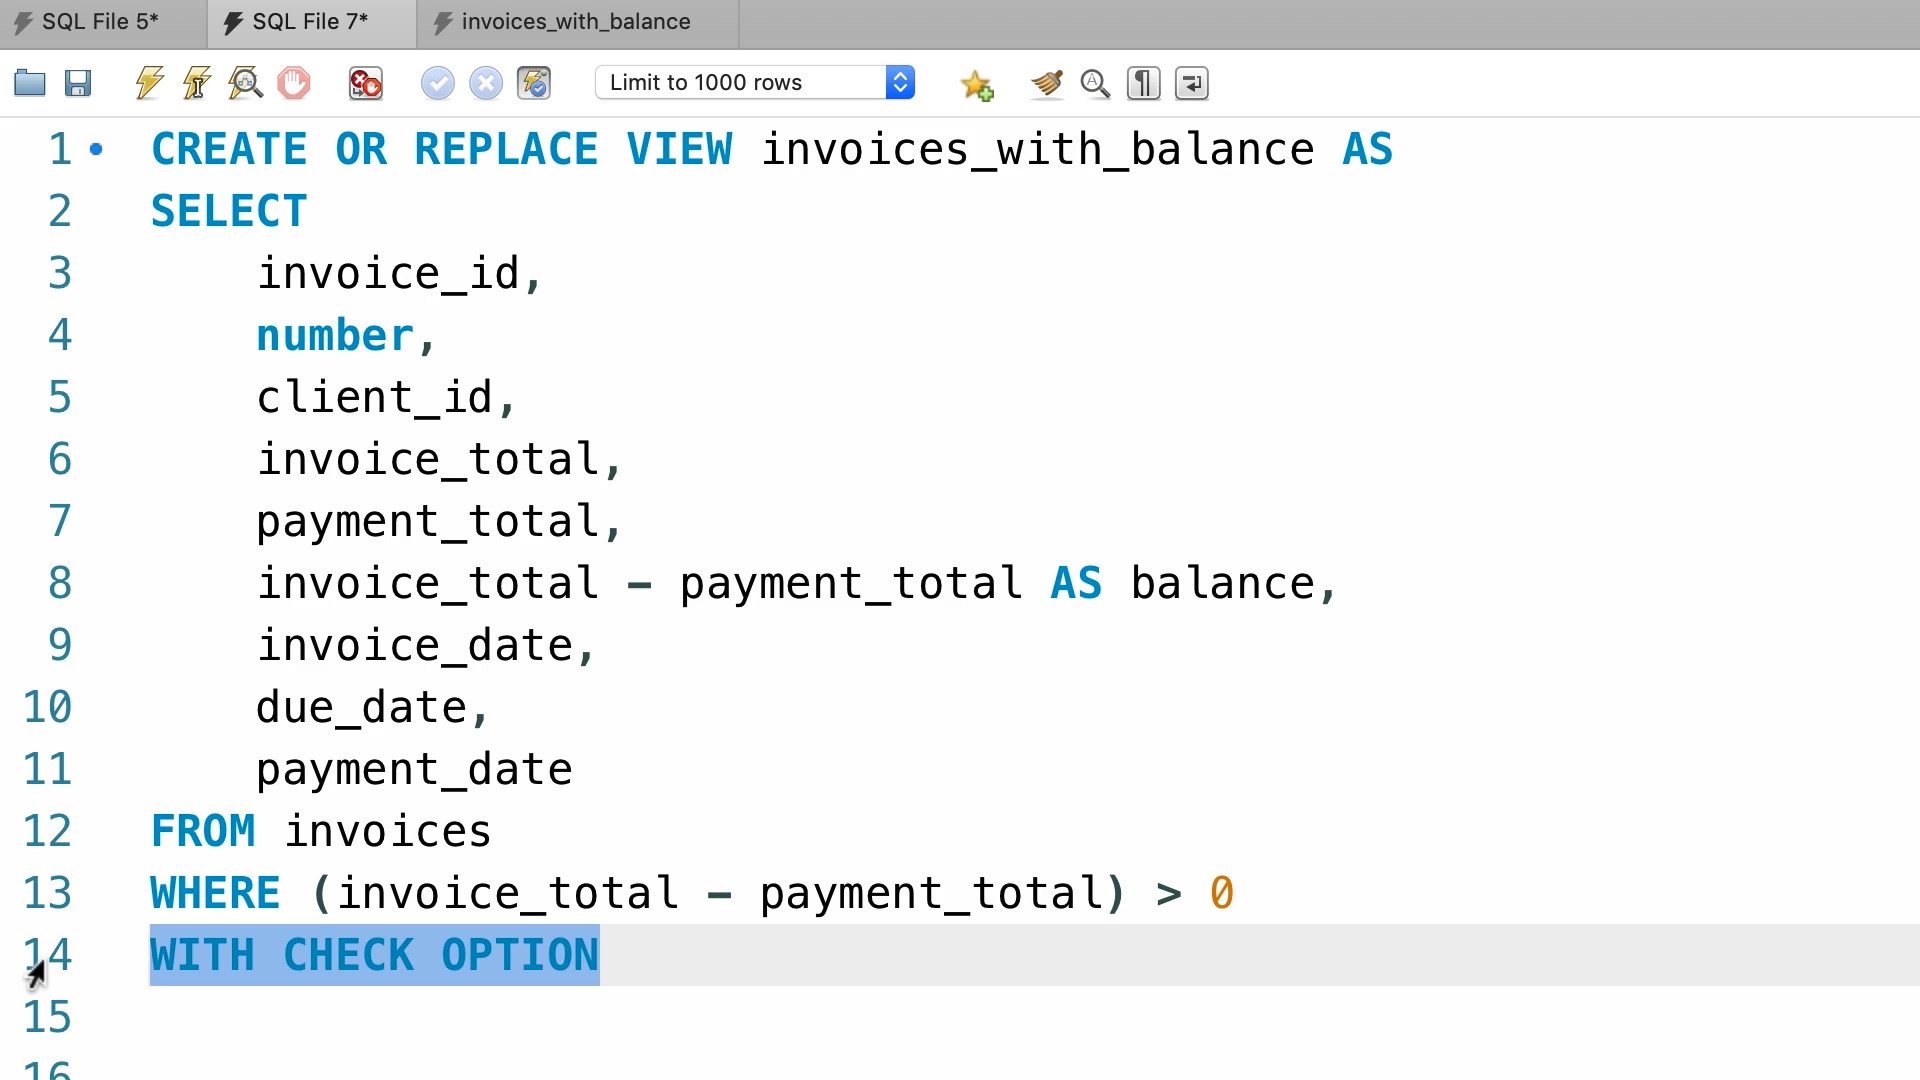 SQL File 5* SQL File 7* invoices_with_balance
Limit to 1000 rows
1 CREATE OR REPLACE VIEW invoices_with_balance AS
2 SELECT
3 invoice_id,
4 number,
5 client_id,
6 invoice_total,
7 payment_total,
8 invoice_total - payment_total AS balance,
9 invoice_date,
10 due_date,
11 payment_date
12 FROM invoices
13 WHERE (invoice_total - payment_total) > 0
14 WITH CHECK OPTION
15
16